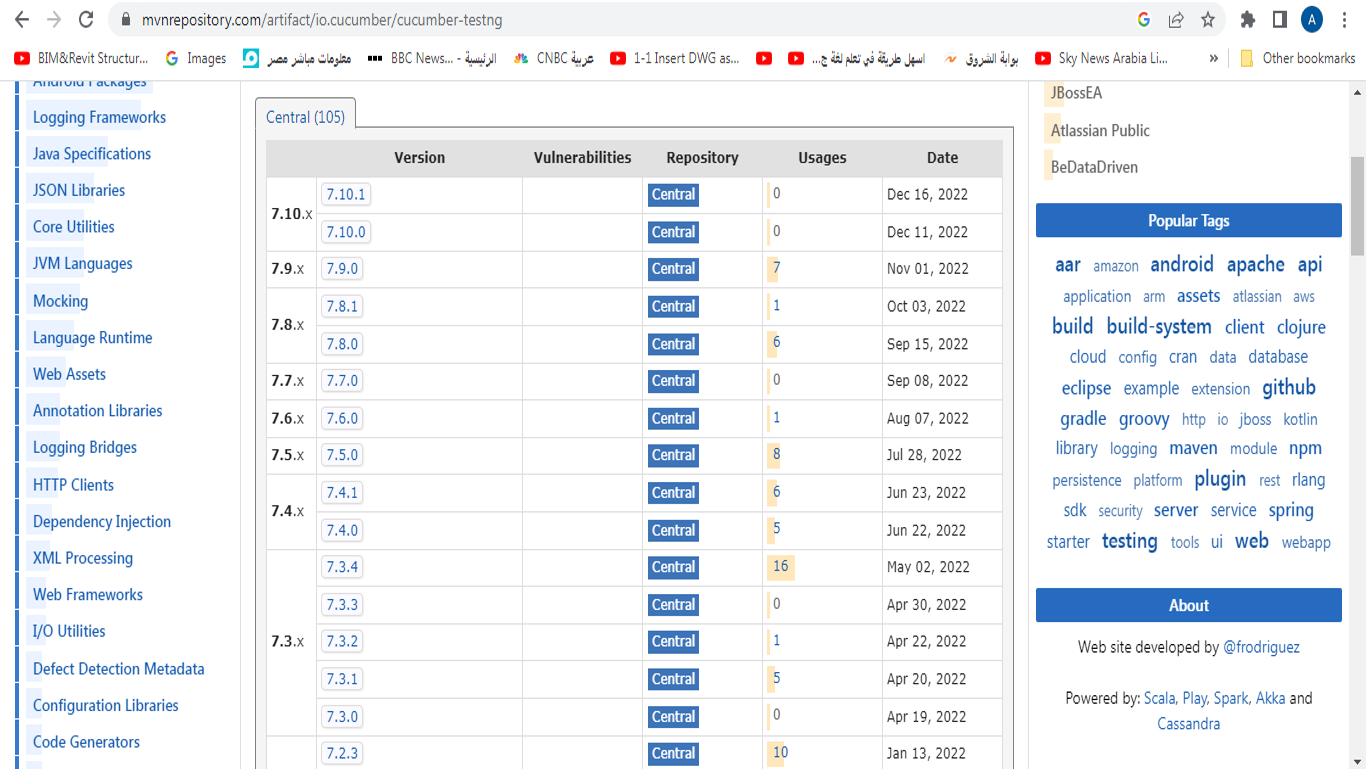 mvnrepository.com/artifact/io.cucumber/cucumber-testng
A
BIM&Revit Structur...
Images
معلومات مباشر مصر
BBC News... - الرئيسية
CNBC عربية
1-1 Insert DWG as...
اسهل طريقة في تعلم لغة ج...
بوابة الشروق
Sky News Arabia Li...
»
Other bookmarks
Android Packages
Logging Frameworks
Java Specifications
JSON Libraries
Core Utilities
JVM Languages
Mocking
Language Runtime
Web Assets
Annotation Libraries
Logging Bridges
HTTP Clients
Dependency Injection
XML Processing
Web Frameworks
I/O Utilities
Defect Detection Metadata
Configuration Libraries
Code Generators
Central (105)
Version Vulnerabilities Repository Usages Date
7.10.x
7.10.1 Central 0 Dec 16, 2022
7.10.0 Central 0 Dec 11, 2022
7.9.x 7.9.0 Central 7 Nov 01, 2022
7.8.x
7.8.1 Central 1 Oct 03, 2022
7.8.0 Central 6 Sep 15, 2022
7.7.x 7.7.0 Central 0 Sep 08, 2022
7.6.x 7.6.0 Central 1 Aug 07, 2022
7.5.x 7.5.0 Central 8 Jul 28, 2022
7.4.x
7.4.1 Central 6 Jun 23, 2022
7.4.0 Central 5 Jun 22, 2022
7.3.x
7.3.4 Central 16 May 02, 2022
7.3.3 Central 0 Apr 30, 2022
7.3.2 Central 1 Apr 22, 2022
7.3.1 Central 5 Apr 20, 2022
7.3.0 Central 0 Apr 19, 2022
7.2.3 Central 10 Jan 13, 2022
JBossEA
Atlassian Public
BeDataDriven
Popular Tags
aar amazon android apache api
application arm assets atlassian aws
build build-system client clojure
cloud config cran data database
eclipse example extension github
gradle groovy http io jboss kotlin
library logging maven module npm
persistence platform plugin rest rlang
sdk security server service spring
starter testing tools ui web webapp
About
Web site developed by @frodriguez
Powered by: Scala, Play, Spark, Akka and
Cassandra